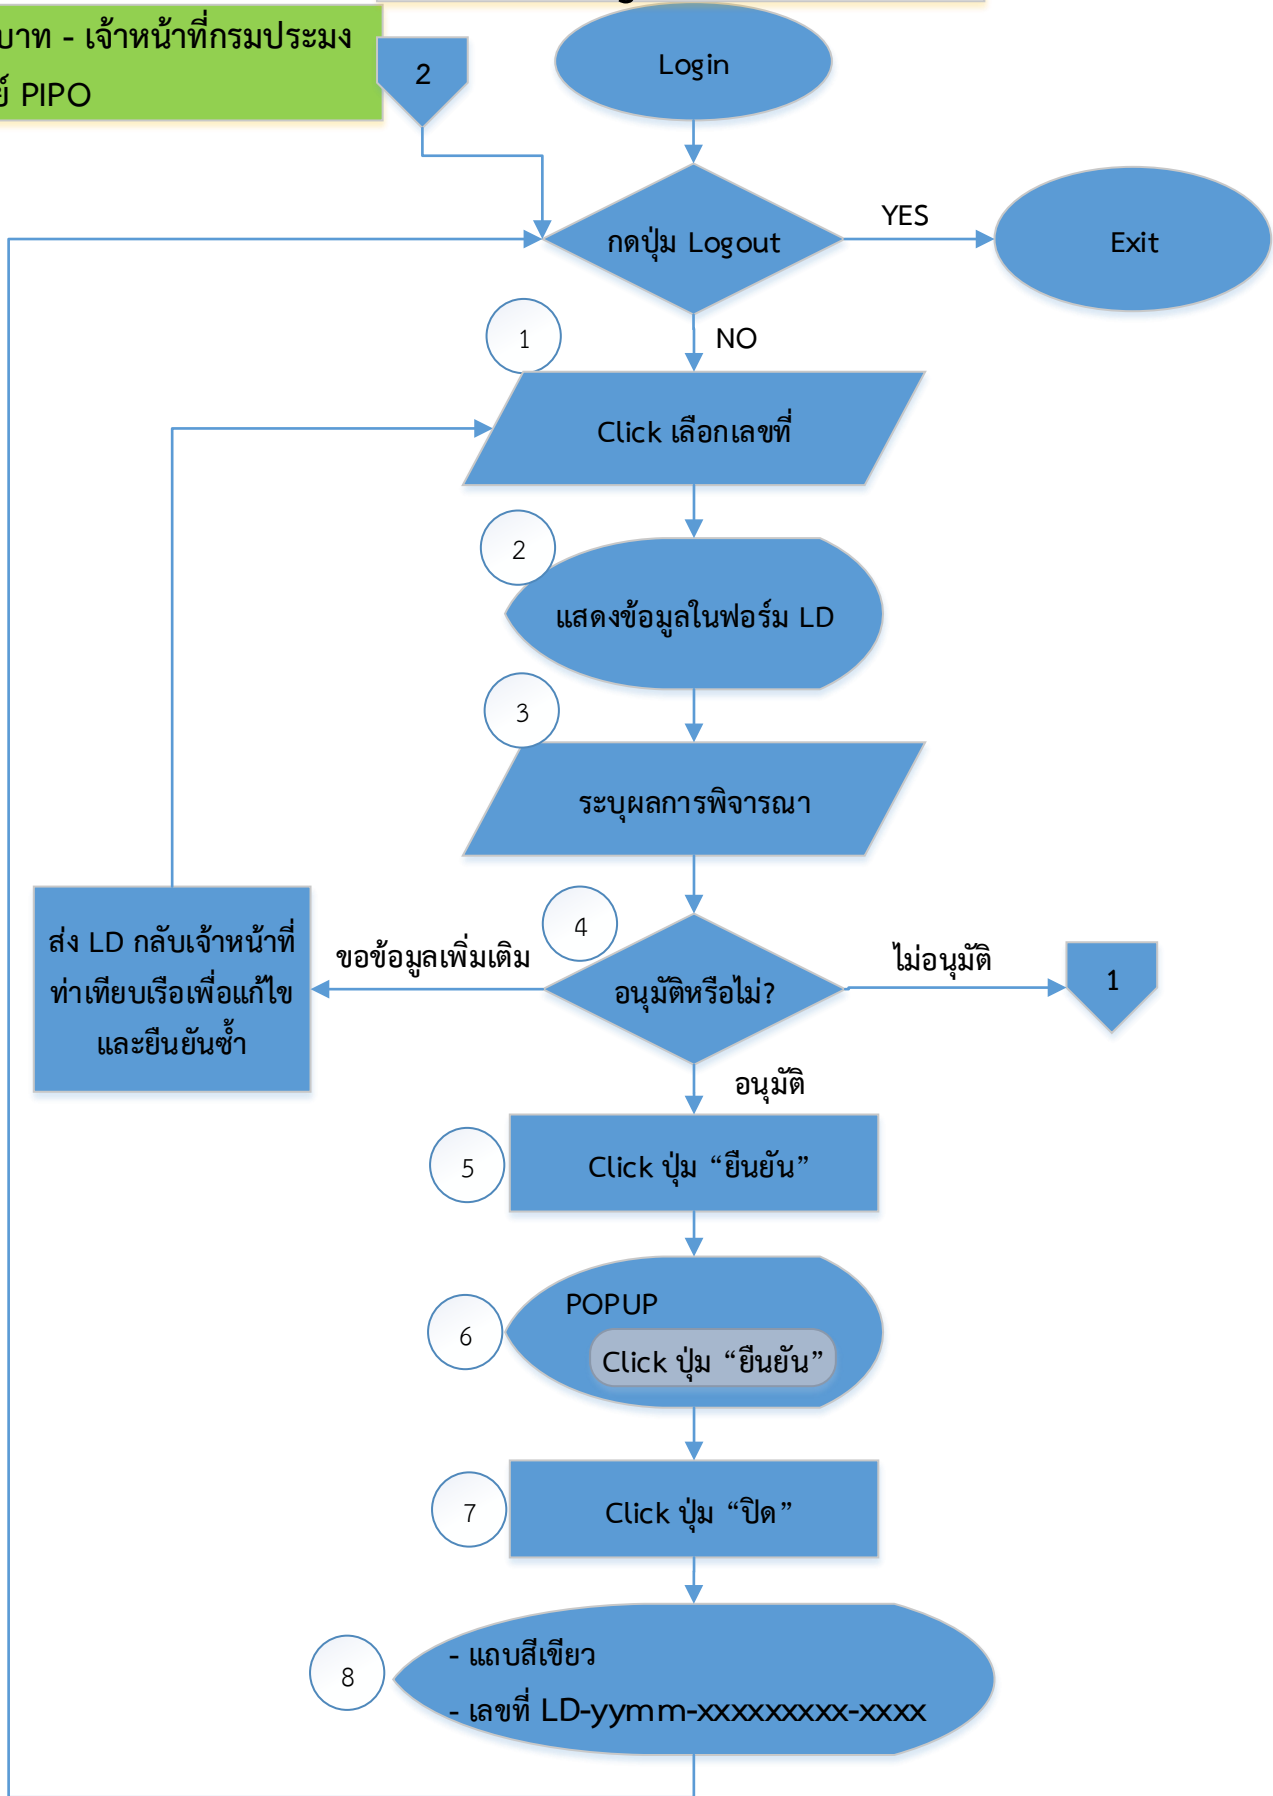 บาท - เจ้าหน้าที่กรมประมง
PIPO
2
Login
กดปุ่ม Logout
YES
Exit
NO
1
Click เลือกเลขที่
2
แสดงข้อมูลในฟอร์ม LD
3
ระบุผลการพิจารณา
4
อนุมัติหรือไม่?
ขอข้อมูลเพิ่มเติม
ส่ง LD กลับเจ้าหน้าที่
ท่าเทียบเรือเพื่อแก้ไข
และยืนยันซ้ำ
ไม่อนุมัติ
1
อนุมัติ
5
Click ปุ่ม “ยืนยัน”
6
POPUP
Click ปุ่ม “ยืนยัน”
7
Click ปุ่ม “ปิด”
8
- แถบสีเขียว
- เลขที่ LD-yymm-xxxxxxxxx-xxxx